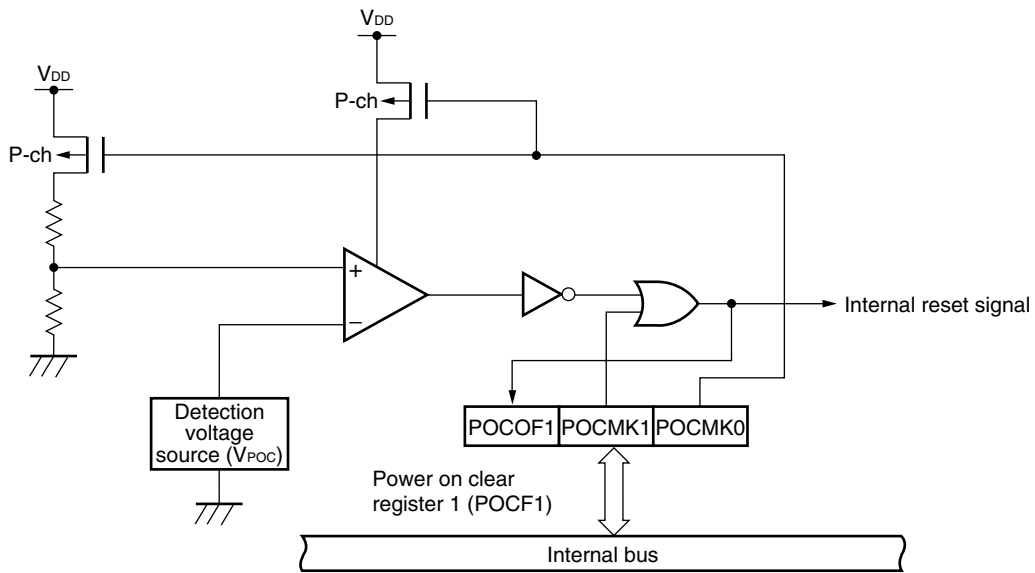 VDD
VDD
P-ch
P-ch
+
−
Internal reset signal
Detection
voltage
source (VPOC)
POCOF1 POCMK1 POCMK0
Power on clear
register 1 (POCF1)
Internal bus